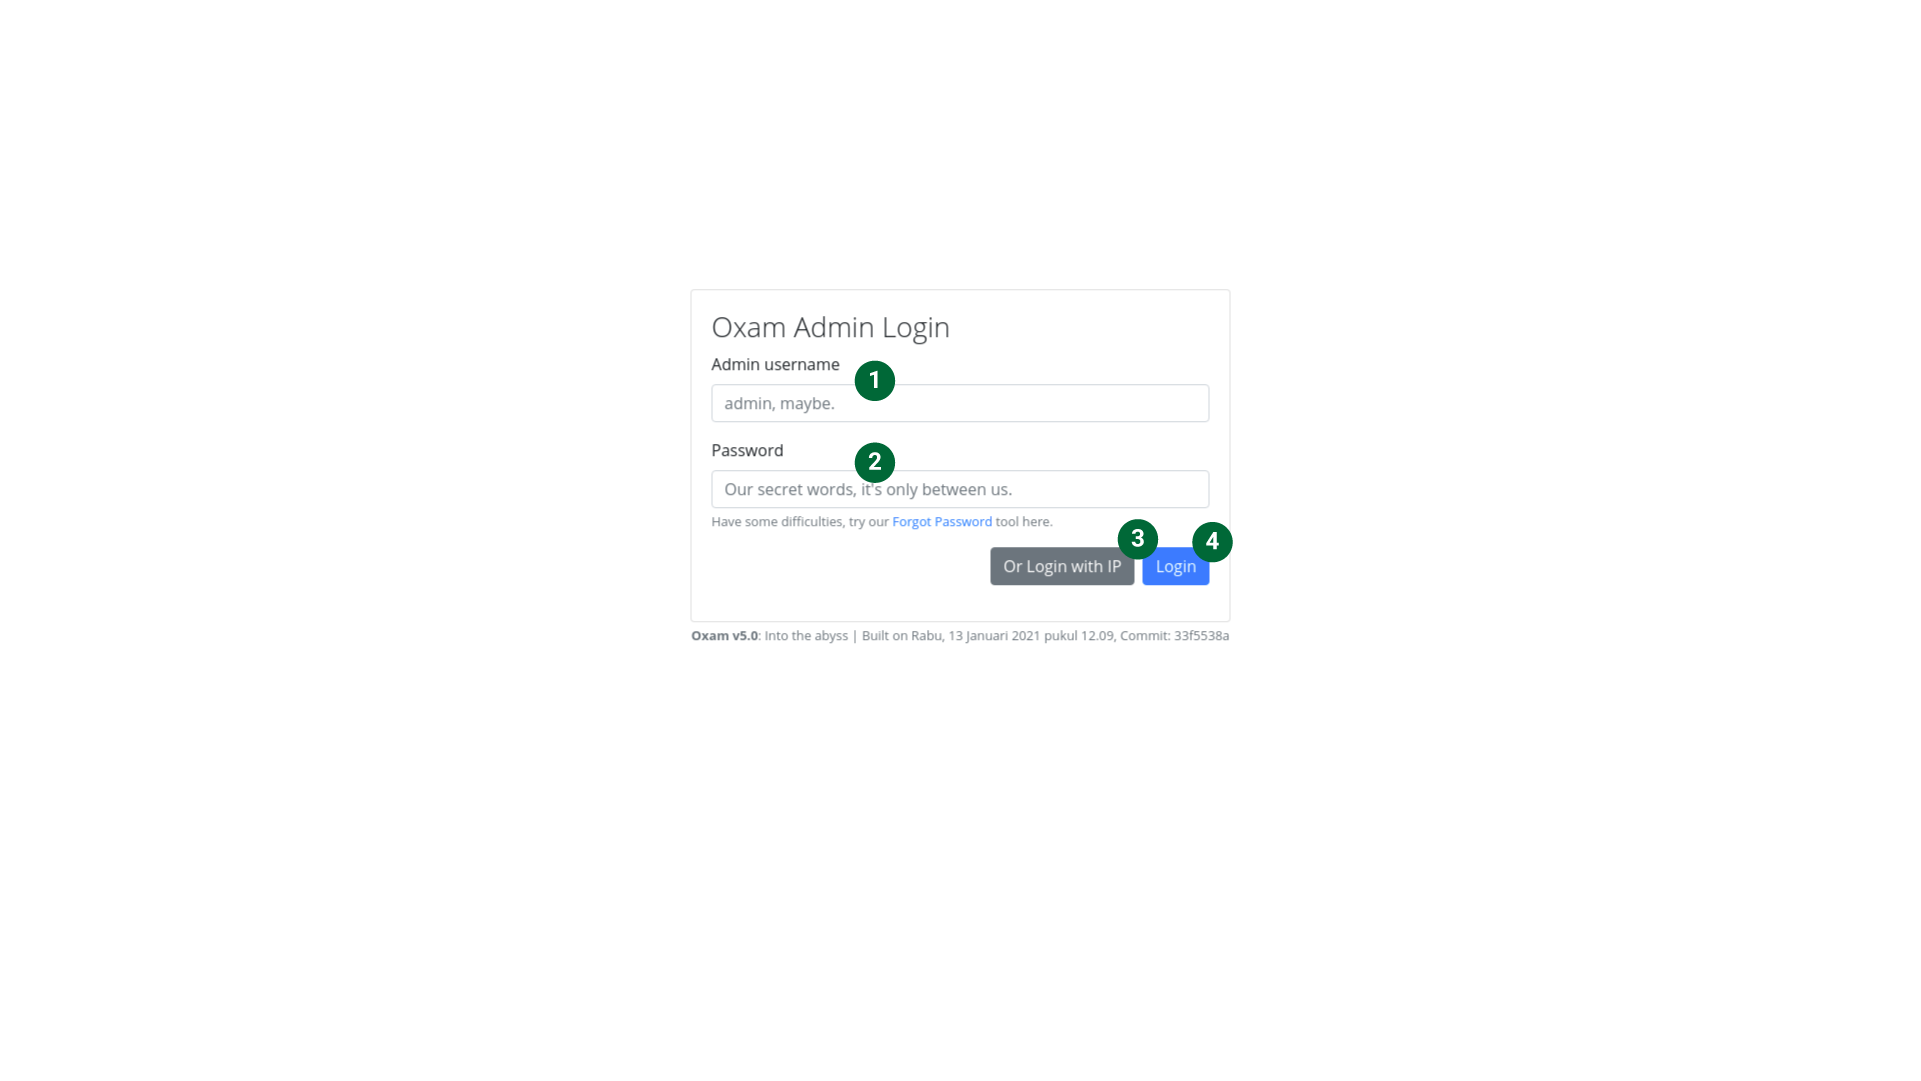 Oxam Admin Login
Admin username
1
admin, maybe.
Password
2
Our secret words, it's only between us.
Have some difficulties, try our Forgot Password tool here.
3
4
Or Login with IP
Login
Oxam v5.0: Into the abyss | Built on Rabu, 13 Januari 2021 pukul 12.09, Commit: 33f5538a